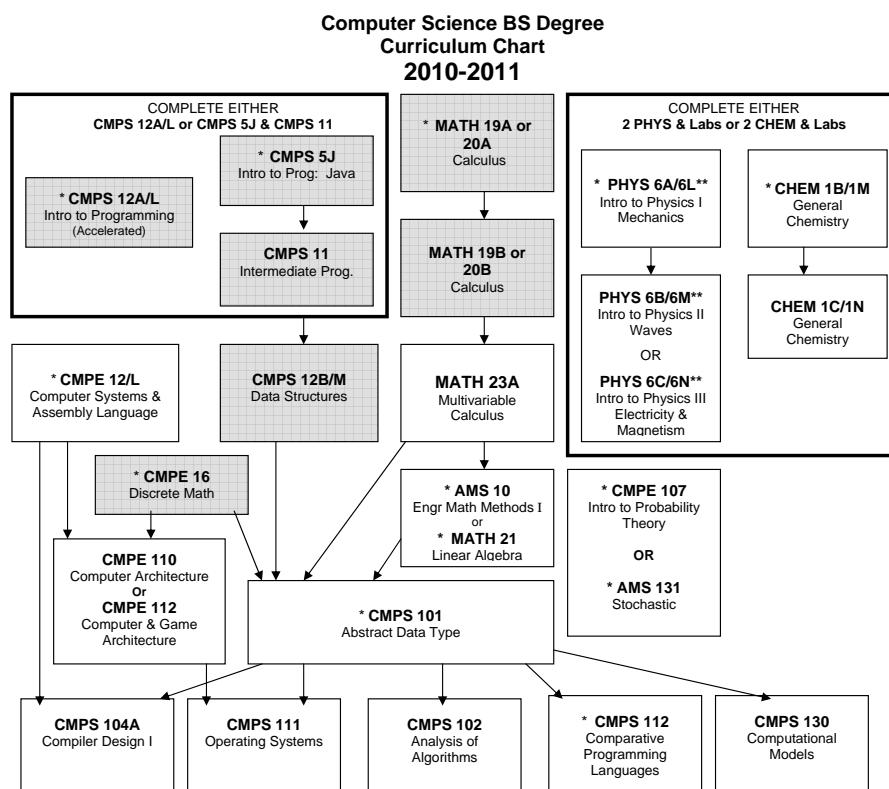 Computer Science BS Degree
Curriculum Chart
2010-2011
COMPLETE EITHER
CMPS 12A/L or CMPS 5J & CMPS 11
* CMPS 12A/L
Intro to Programming
(Accelerated)
* CMPS 5J
Intro to Prog: Java
CMPS 11
Intermediate Prog.
* MATH 19A or
20A
Calculus
MATH 19B or
20B
Calculus
COMPLETE EITHER
2 PHYS & Labs or 2 CHEM & Labs
* PHYS 6A/6L**
Intro to Physics I
Mechanics
* CHEM 1B/1M
General
Chemistry
PHYS 6B/6M**
Intro to Physics II
Waves
OR
PHYS 6C/6N**
Intro to Physics III
Electricity &
Magnetism
CHEM 1C/1N
General
Chemistry
* CMPE 12/L
Computer Systems &
Assembly Language
CMPS 12B/M
Data Structures
MATH 23A
Multivariable
Calculus
* CMPE 16
Discrete Math
* AMS 10
Engr Math Methods I
or
* MATH 21
Linear Algebra
* CMPE 107
Intro to Probability
Theory
OR
* AMS 131
Stochastic
CMPE 110
Computer Architecture
Or
CMPE 112
Computer & Game
Architecture
* CMPS 101
Abstract Data Type
CMPS 104A
Compiler Design I
CMPS 111
Operating Systems
CMPS 102
Analysis of
Algorithms
* CMPS 112
Comparative
Programming
Languages
CMPS 130
Computational
Models